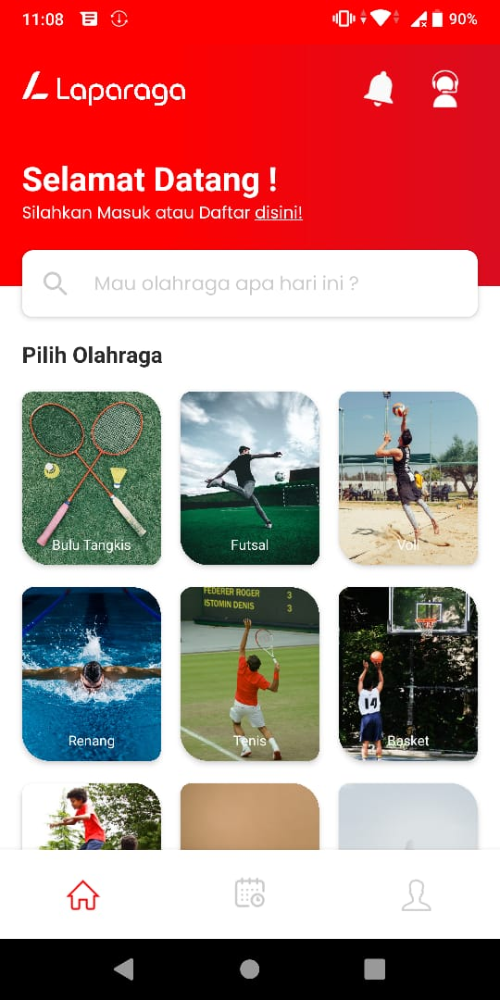 11:08
90%
Laparaga
Selamat Datang !
Silahkan Masuk atau Daftar disini!
Mau olahraga apa hari ini ?
Pilih Olahraga
Bulu Tangkis
Futsal
Voli
FEDERER ROGER 3
ISTOMIN DENIS 3
Renang
Tenis
14
Basket